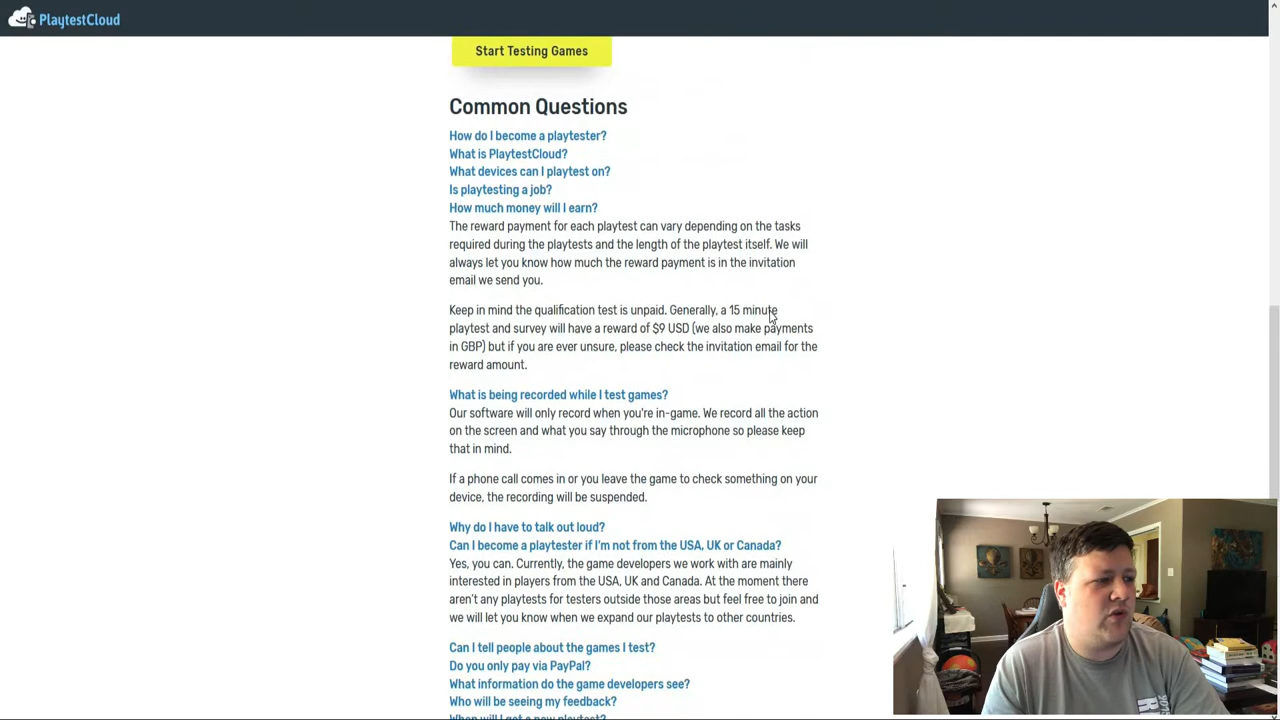 PlaytestCloud
Start Testing Games
Common Questions
How do I become a playtester?
What is PlaytestCloud?
What devices can I playtest on?
Is playtesting a job?
How much money will I earn?
The reward payment for each playtest can vary depending on the tasks
required during the playtests and the length of the playtest itself. We will
always let you know how much the reward payment is in the invitation
email we send you.
Keep in mind the qualification test is unpaid. Generally, a 15 minute
playtest and survey will have a reward of $9 USD (we also make payments
in GBP) but if you are ever unsure, please check the invitation email for the
reward amount.
What is being recorded while I test games?
Our software will only record when you're in-game. We record all the action
on the screen and what you say through the microphone so please keep
that in mind.
If a phone call comes in or you leave the game to check something on your
device, the recording will be suspended.
Why do I have to talk out loud?
Can I become a playtester if I'm not from the USA, UK or Canada?
Yes, you can. Currently, the game developers we work with are mainly
interested in players from the USA, UK and Canada. At the moment there
aren't any playtests for testers outside those areas but feel free to join and
we will let you know when we expand our playtests to other countries.
Can I tell people about the games I test?
Do you only pay via PayPal?
What information do the game developers see?
Who will be seeing my feedback?
When will I get a new playtest?